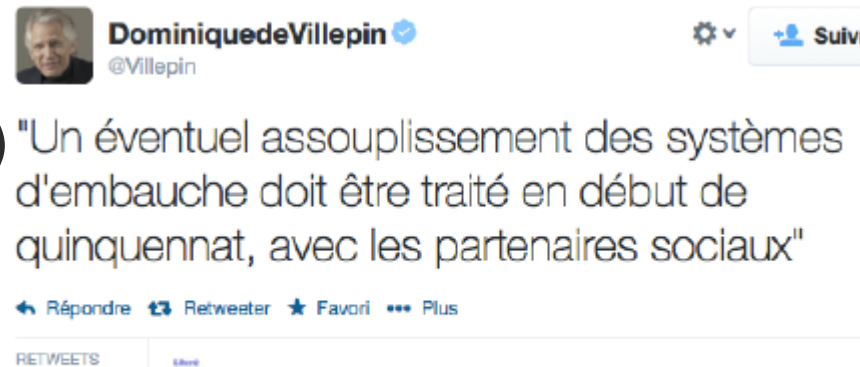 DominiquedeVillepin
@Villepin
Suiv
"Un éventuel assouplissement des systèmes
d'embauche doit être traité en début de
quinquennat, avec les partenaires sociaux"
Répondre Retweeter Favori ••• Plus
RETWEETS